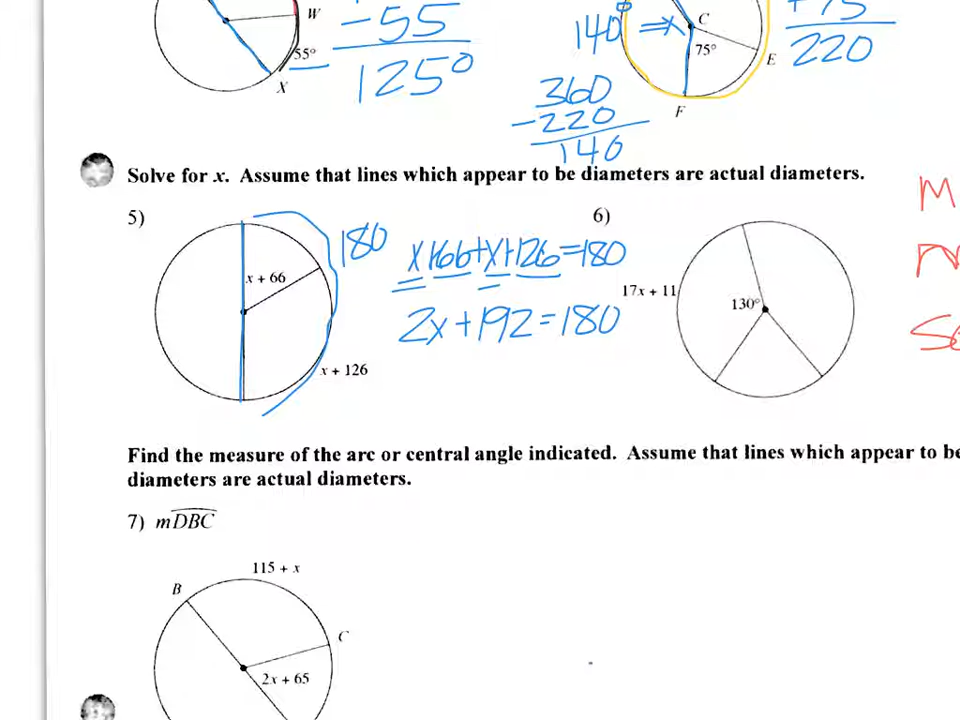 W
55°
X
- 55
125°
140° =x
C
75°
E
F
+75
220
360
-220
140
Solve for x. Assume that lines which appear to be diameters are actual diameters.
5)
x + 66
x + 126
180
x+66+x+126=180
2x+192=180
6)
17x + 11
130°
Find the measure of the arc or central angle indicated. Assume that lines which appear to be
diameters are actual diameters.
7) mDBC
115 + x
B
C
2x + 65